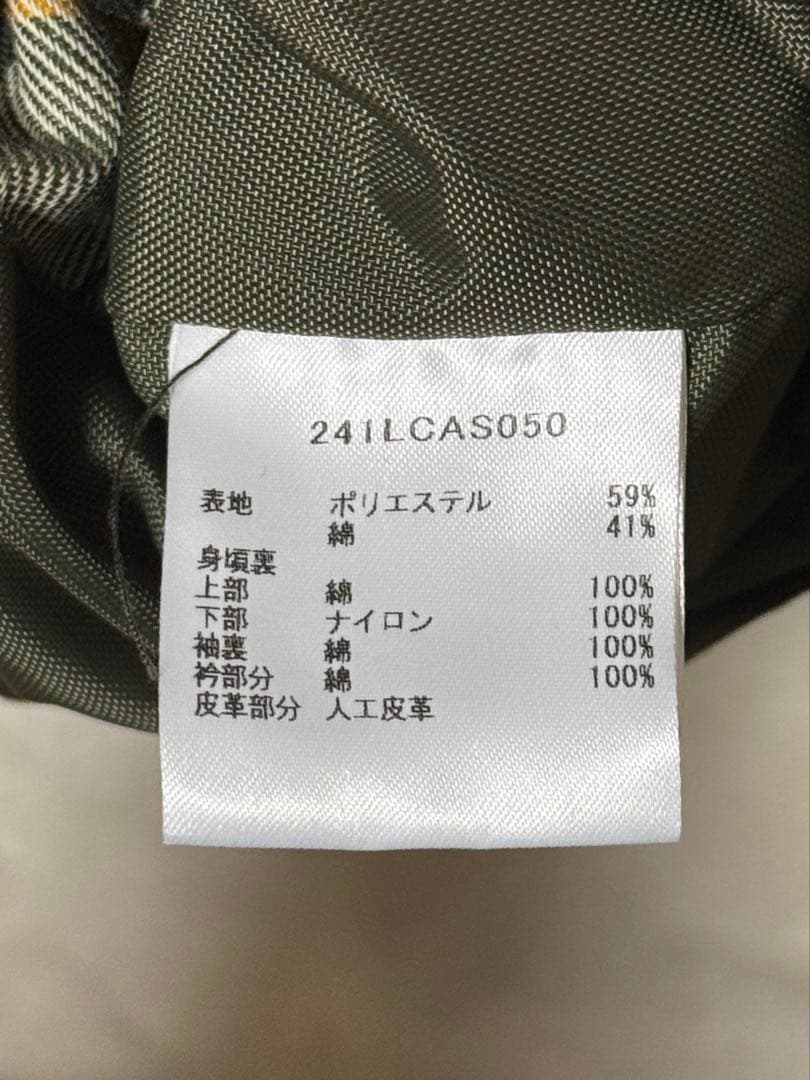 241LCAS050
表地 ポリエステル 59%
綿 41%
身頃裏
上部 綿 100%
下部 ナイロン 100%
袖裏 綿 100%
衿部分 綿 100%
皮革部分 人工皮革